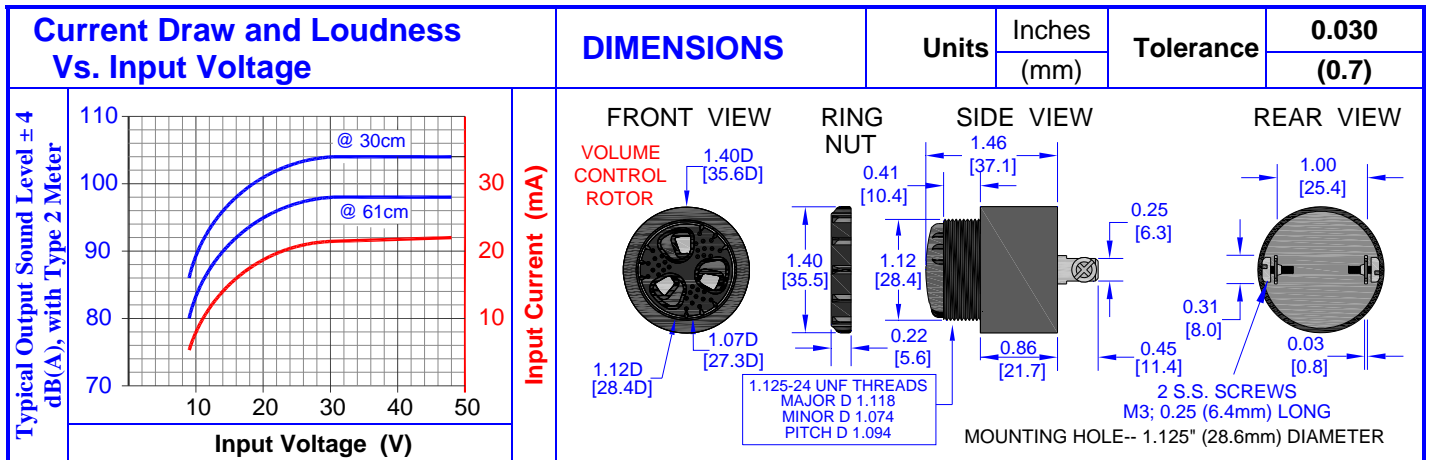 Current Draw and Loudness
Vs. Input Voltage
DIMENSIONS
Units
Inches
(mm)
Tolerance
0.030
(0.7)
Typical Output Sound Level ± 4
dB(A), with Type 2 Meter
110
100
90
80
70
@ 30cm
@ 61cm
30
20
10
Input Current (mA)
10 20 30 40 50
Input Voltage (V)
FRONT VIEW
VOLUME
CONTROL
ROTOR
1.40D
[35.6D]
1.12D
[28.4D]
1.07D
[27.3D]
RING
NUT
1.40
[35.5]
0.22
[5.6]
SIDE VIEW
1.46
[37.1]
0.41
[10.4]
1.12
[28.4]
0.25
[6.3]
0.86
[21.7]
0.45
[11.4]
1.125-24 UNF THREADS
MAJOR D 1.118
MINOR D 1.074
PITCH D 1.094
REAR VIEW
1.00
[25.4]
0.31
[8.0]
0.03
[0.8]
2 S.S. SCREWS
M3; 0.25 (6.4mm) LONG
MOUNTING HOLE-- 1.125" (28.6mm) DIAMETER